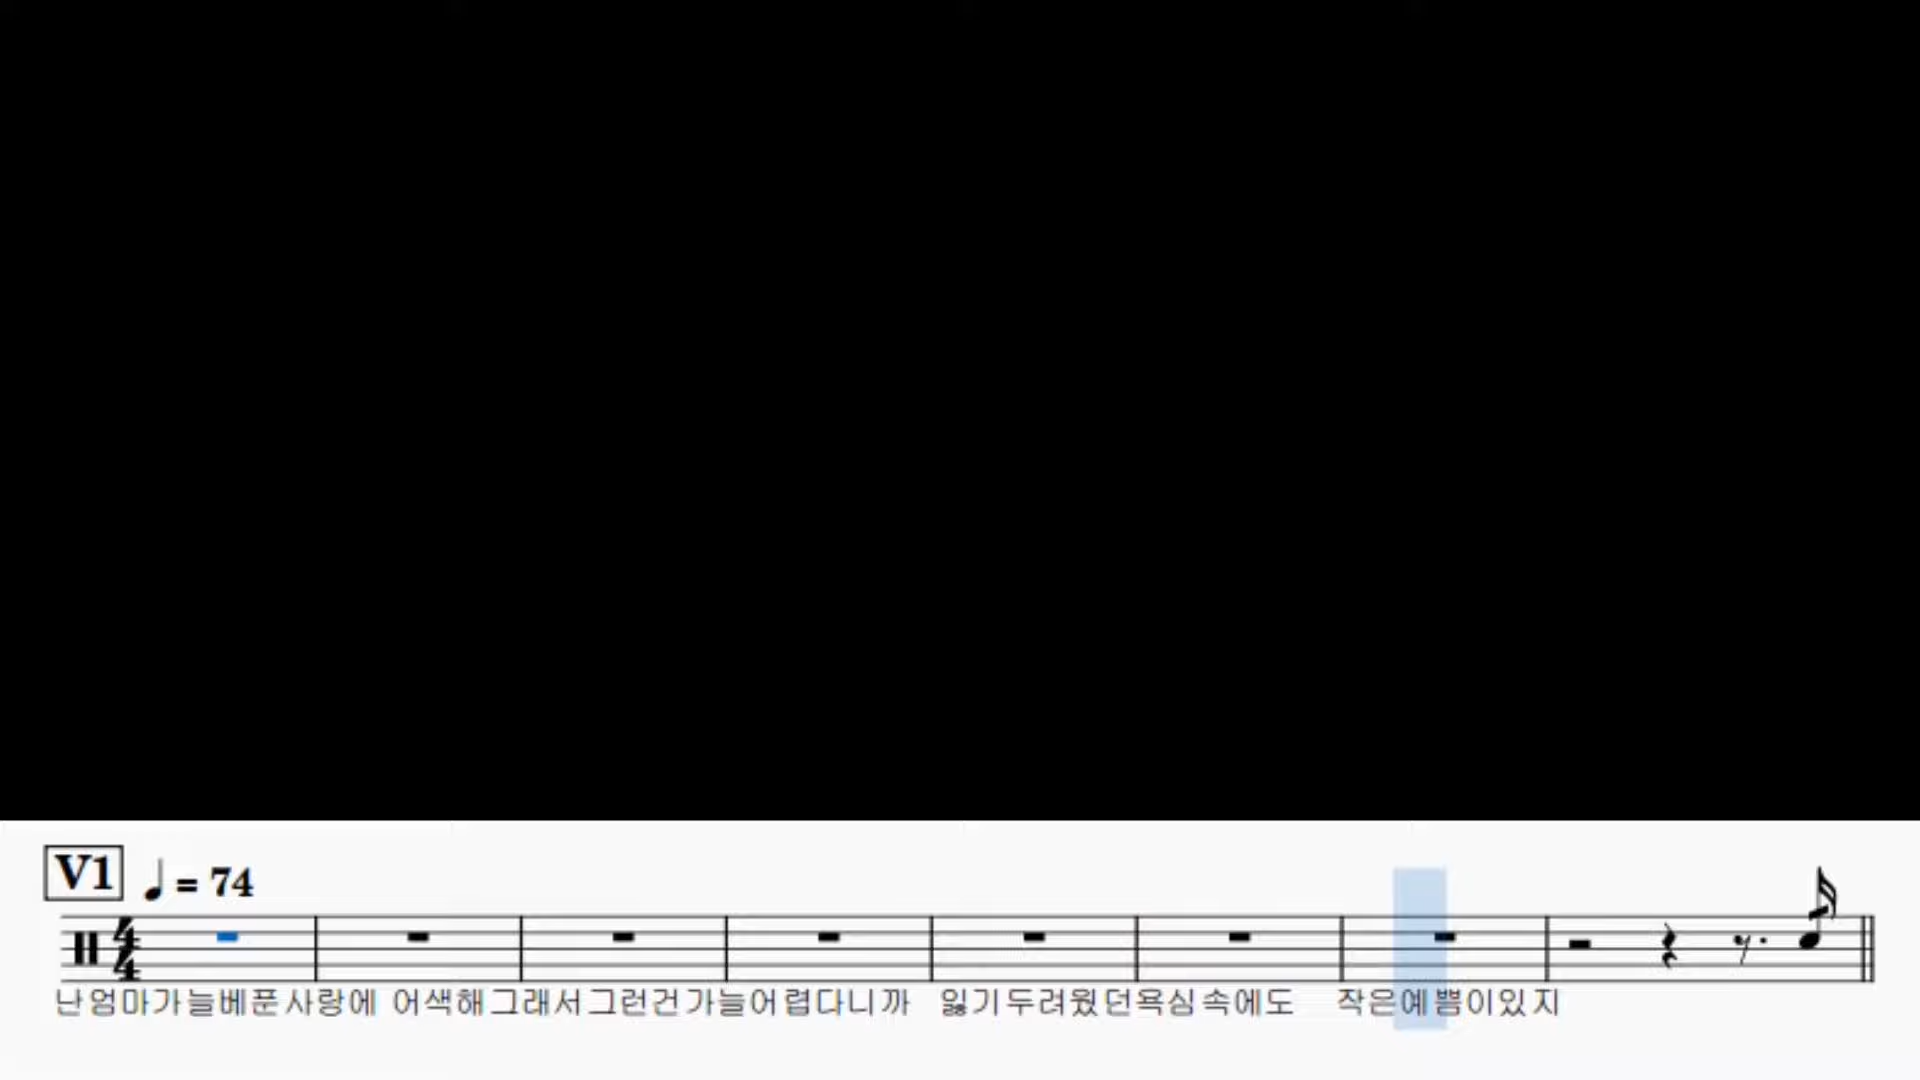 V1 ♩ = 74
4/4
난엄마가늘베푼사랑에 어색해그래서그런건가늘어렵다니까 잃기두려웠던욕심속에도 작은예쁨이있지